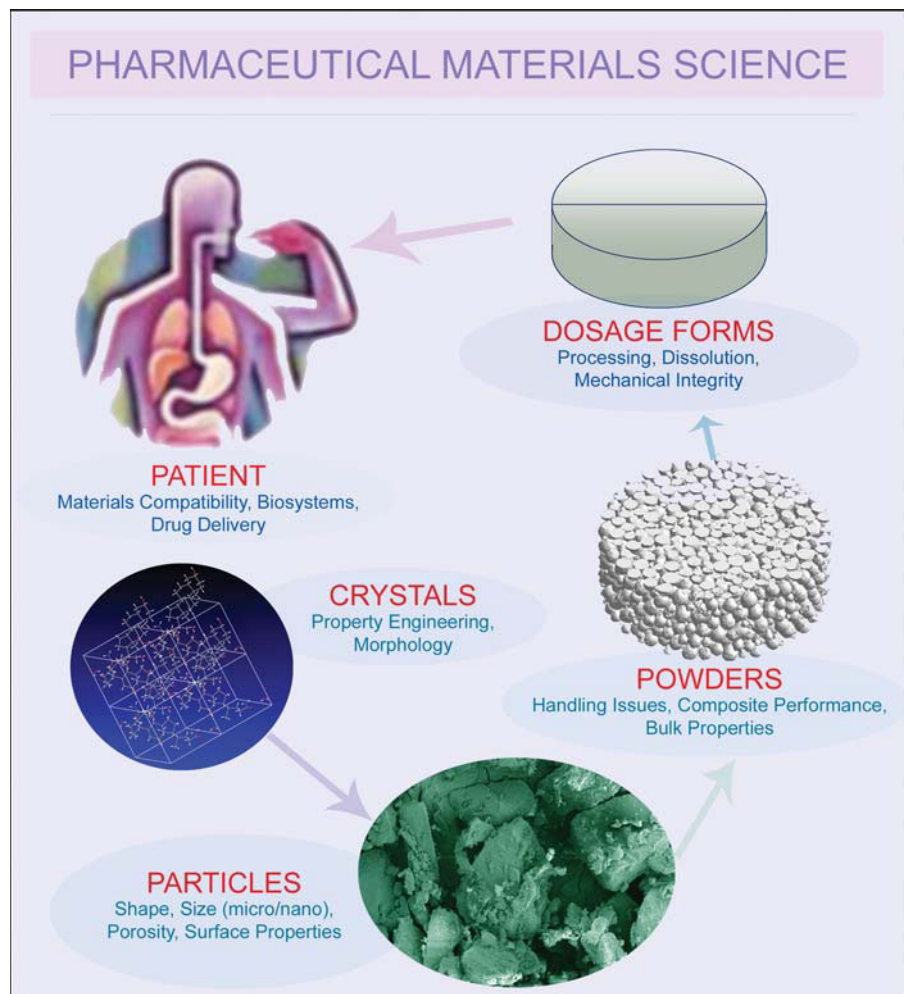 PHARMACEUTICAL MATERIALS SCIENCE
DOSAGE FORMS
Processing, Dissolution,
Mechanical Integrity
PATIENT
Materials Compatibility, Biosystems,
Drug Delivery
CRYSTALS
Property Engineering,
Morphology
POWDERS
Handling Issues, Composite Performance,
Bulk Properties
PARTICLES
Shape, Size (micro/nano),
Porosity, Surface Properties